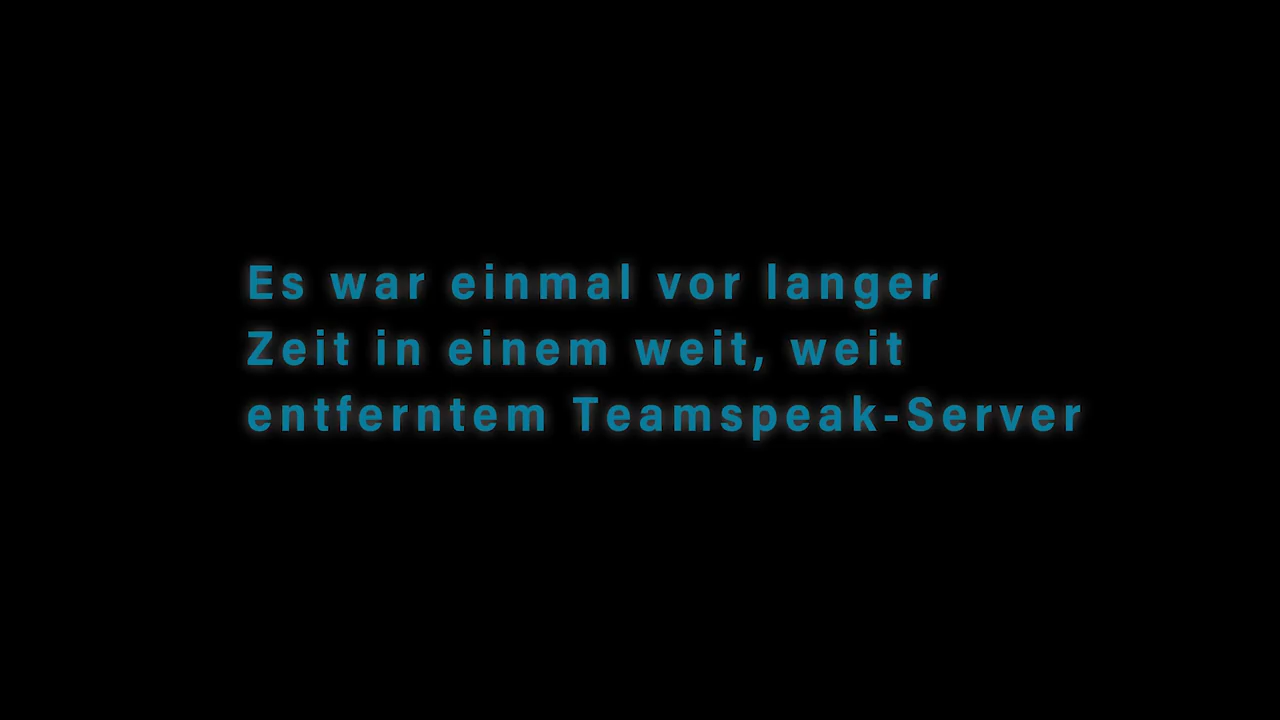 Es war einmal vor langer
Zeit in einem weit, weit
entferntem Teamspeak-Server